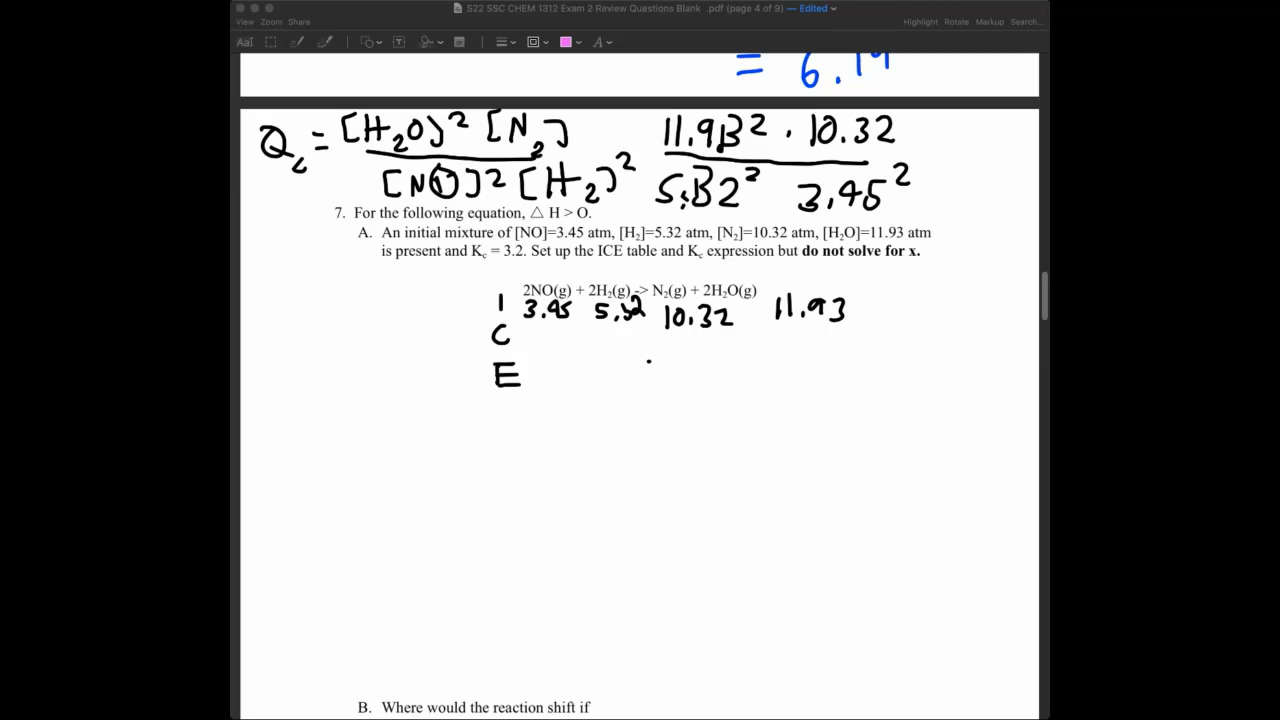 S22 SSC CHEM 1312 Exam 2 Review Questions Blank .pdf (page 4 of 9) — Edited
View Zoom Share Highlight Rotate Markup Search...
= 6.19
Qc = [H₂O]² [N₂] / [NO]² [H₂]² 11.93² · 10.32 / 5.32² 3.45²
7. For the following equation, △ H > O.
A. An initial mixture of [NO]=3.45 atm, [H₂]=5.32 atm, [N₂]=10.32 atm, [H₂O]=11.93 atm
is present and Kc = 3.2. Set up the ICE table and Kc expression but do not solve for x.
2NO(g) + 2H₂(g) -> N₂(g) + 2H₂O(g)
I 3.45 5.32 10.32 11.93
C
E
B. Where would the reaction shift if